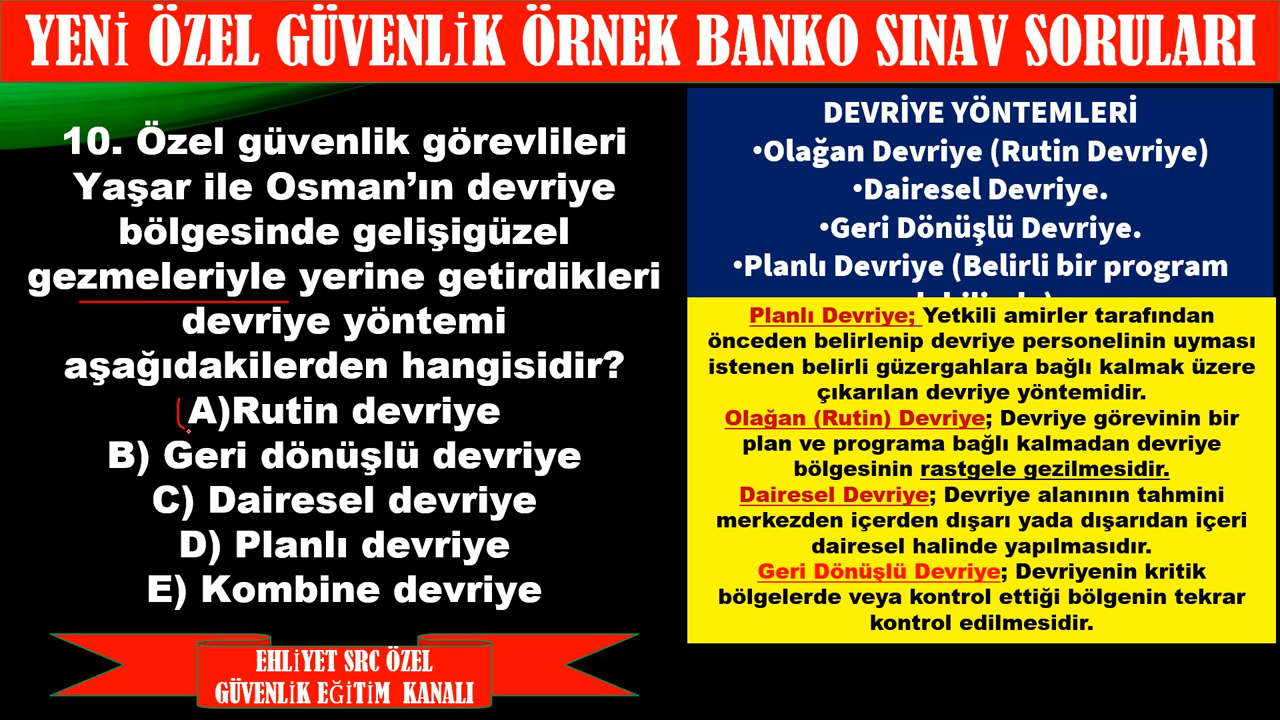 YENİ ÖZEL GÜVENLİK ÖRNEK BANKO SINAV SORULARI
10. Özel güvenlik görevlileri
Yaşar ile Osman’ın devriye
bölgesinde gelişigüzel
gezmeleriyle yerine getirdikleri
devriye yöntemi
aşağıdakilerden hangisidir?
A)Rutin devriye
B) Geri dönüşlü devriye
C) Dairesel devriye
D) Planlı devriye
E) Kombine devriye
EHLİYET SRC ÖZEL
GÜVENLİK EĞİTİM KANALI
DEVRİYE YÖNTEMLERİ
•Olağan Devriye (Rutin Devriye)
•Dairesel Devriye.
•Geri Dönüşlü Devriye.
•Planlı Devriye (Belirli bir program
Planlı Devriye; Yetkili amirler tarafından
önceden belirlenip devriye personelinin uyması
istenen belirli güzergahlara bağlı kalmak üzere
çıkarılan devriye yöntemidir.
Olağan (Rutin) Devriye; Devriye görevinin bir
plan ve programa bağlı kalmadan devriye
bölgesinin rastgele gezilmesidir.
Dairesel Devriye; Devriye alanının tahmini
merkezden içerden dışarı yada dışarıdan içeri
dairesel halinde yapılmasıdır.
Geri Dönüşlü Devriye; Devriyenin kritik
bölgelerde veya kontrol ettiği bölgenin tekrar
kontrol edilmesidir.